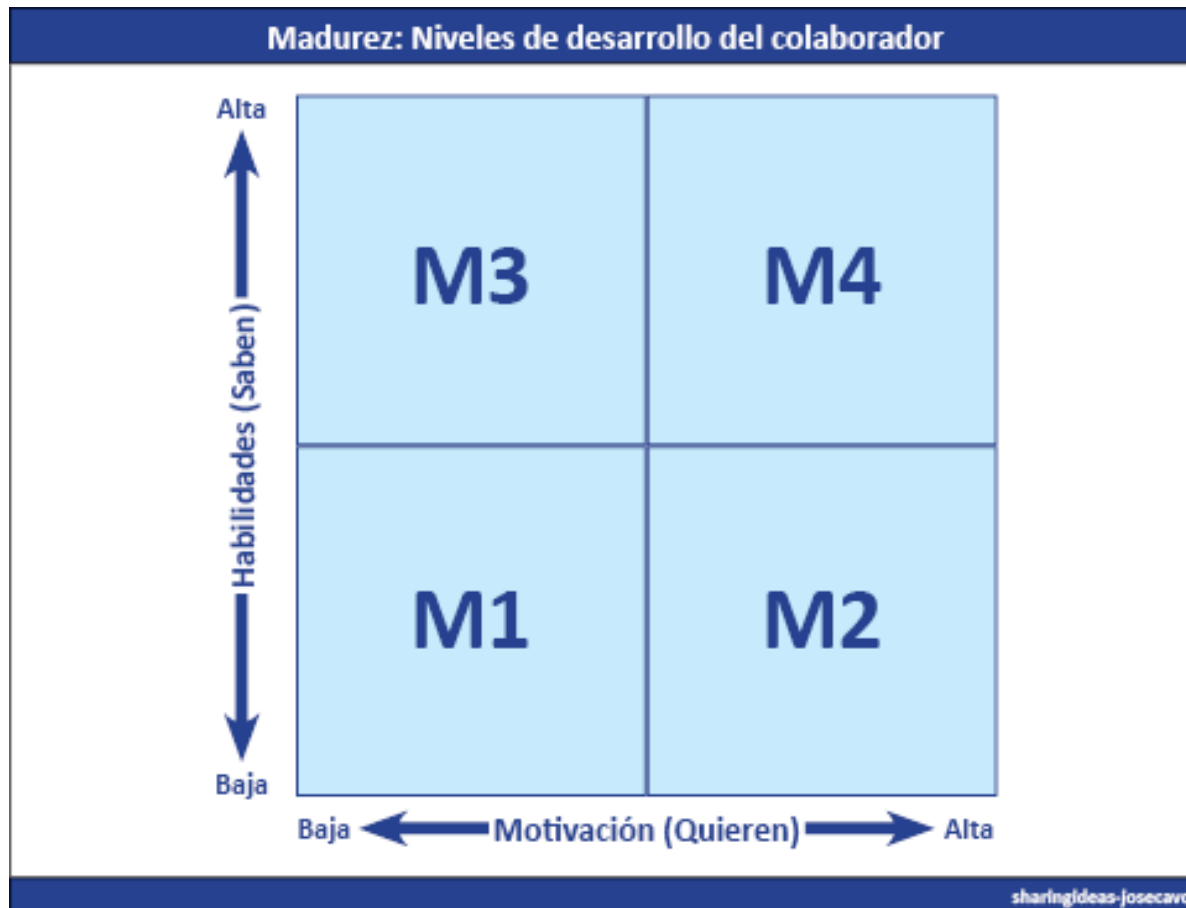 Madurez: Niveles de desarrollo del colaborador
Alta
Habilidades (Saben)
Baja
M3
M4
M1
M2
Baja
Motivación (Quieren)
Alta